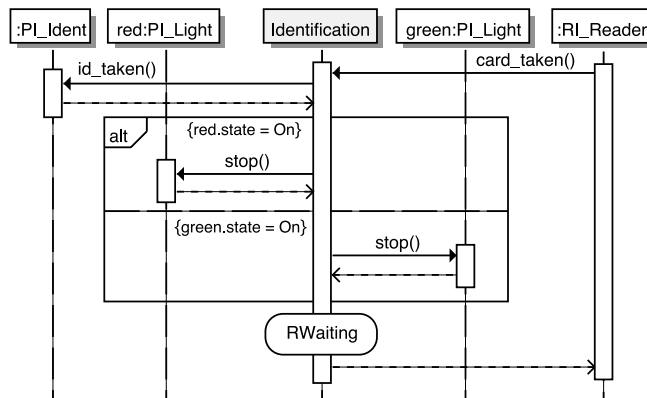 :PI_Ident
red:PI_Light
Identification
green:PI_Light
:RI_Reader
id_taken()
card_taken()
alt
{red.state = On}
stop()
{green.state = On}
stop()
RWaiting